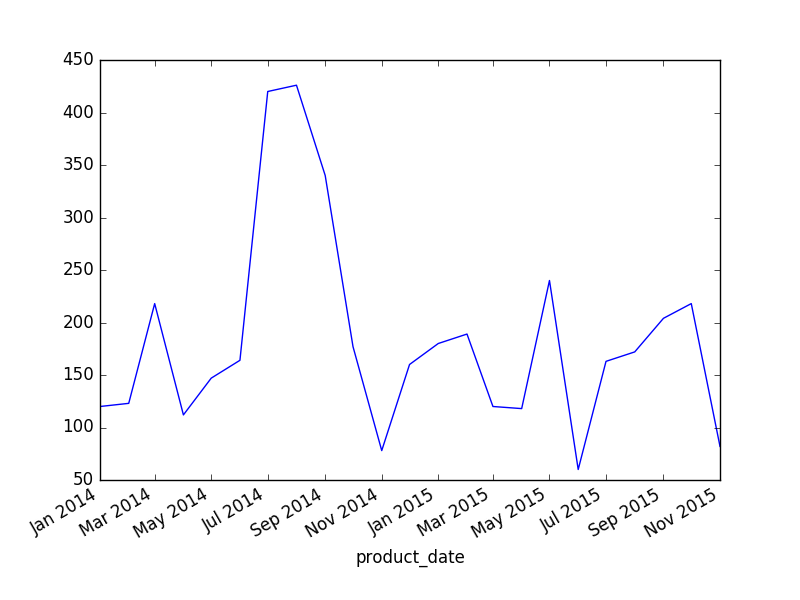 450
400
350
300
250
200
150
100
50
Jan 2014
Mar 2014
May 2014
Jul 2014
Sep 2014
Nov 2014
Jan 2015
Mar 2015
May 2015
Jul 2015
Sep 2015
Nov 2015
product_date